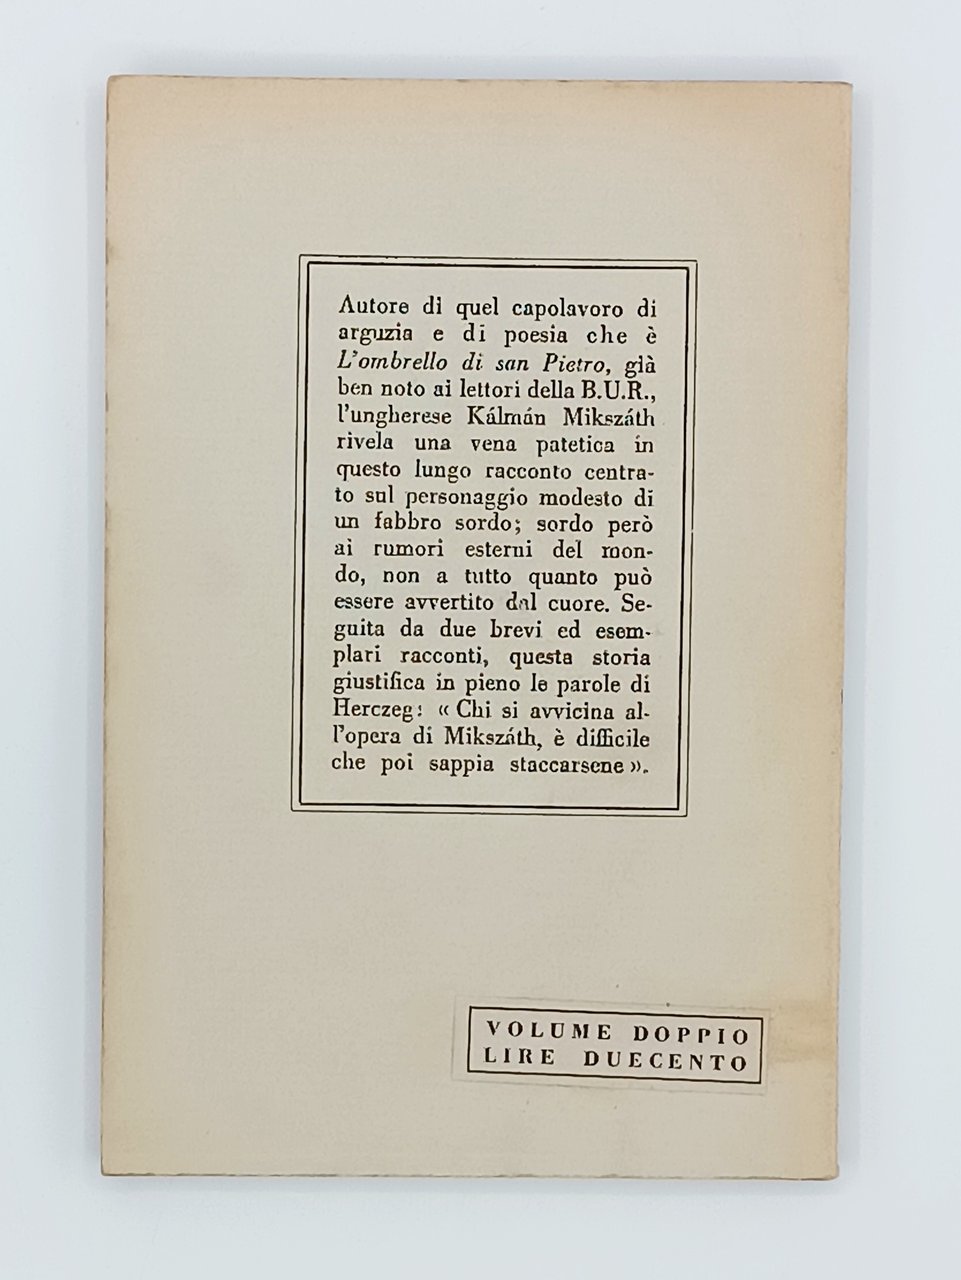 Autore di quel capolavoro di
arguzia e di poesia che è
L'ombrello di san Pietro, già
ben noto ai lettori della B.U.R.,
l'ungherese Kálmán Mikszáth
rivela una vena patetica in
questo lungo racconto centra-
to sul personaggio modesto di
un fabbro sordo; sordo però
ai rumori esterni del mon-
do, non a tutto quanto può
essere avvertito dal cuore. Se-
guita da due brevi ed esem-
plari racconti, questa storia
giustifica in pieno le parole di
Herczeg: « Chi si avvicina al-
l'opera di Mikszáth, è difficile
che poi sappia staccarsene ».
VOLUME DOPPIO
LIRE DUECENTO